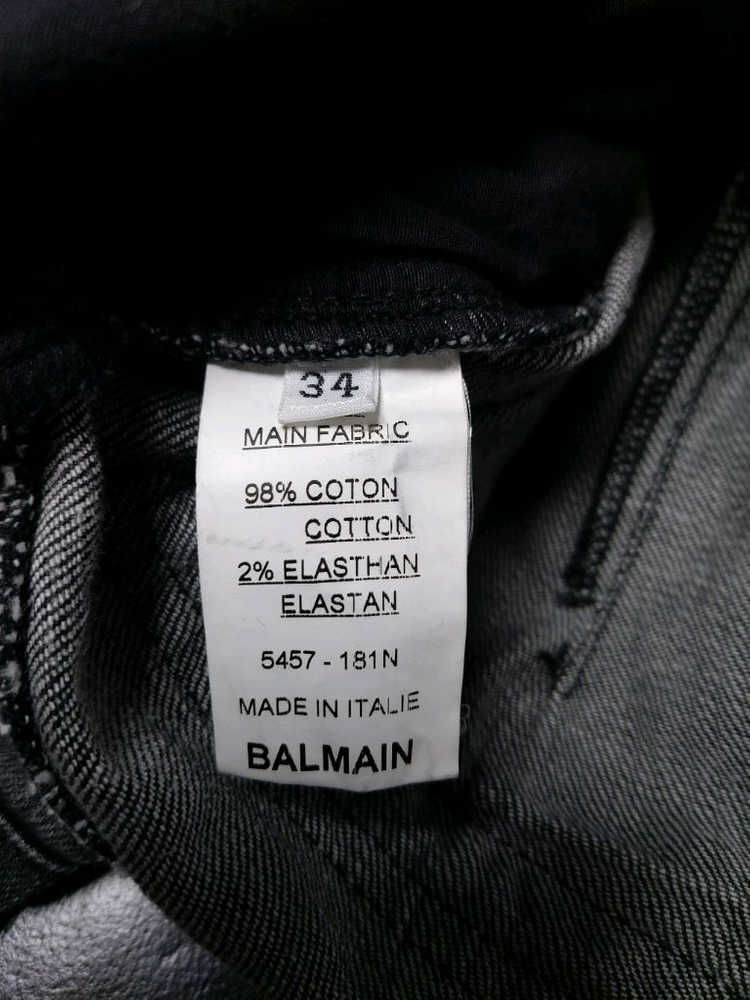 34
MAIN FABRIC
98% COTON
COTTON
2% ELASTHAN
ELASTAN
5457 - 181N
MADE IN ITALIE
BALMAIN